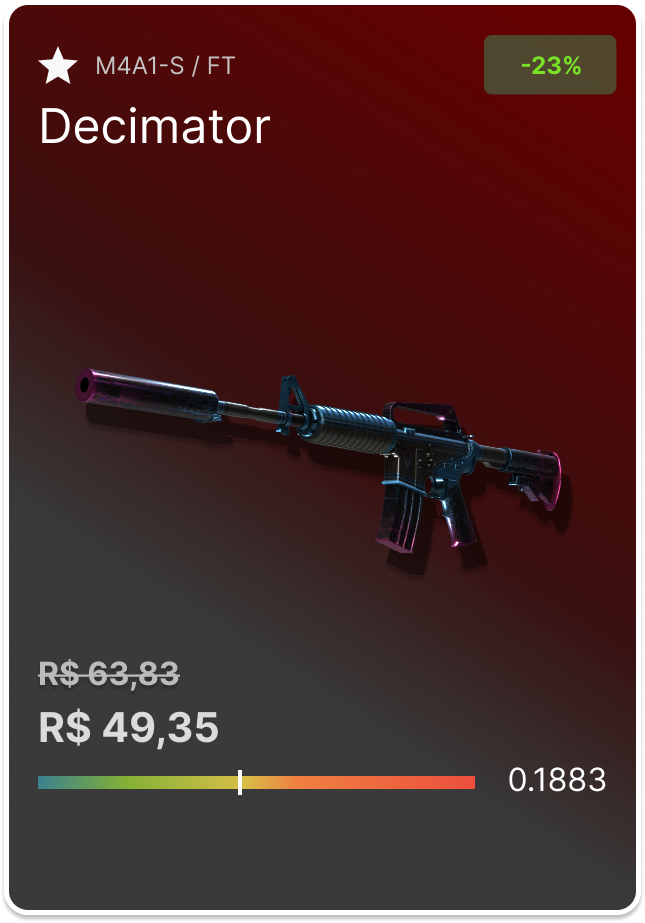 M4A1-S / FT
-23%
Decimator
R$ 63,83
R$ 49,35
0.1883